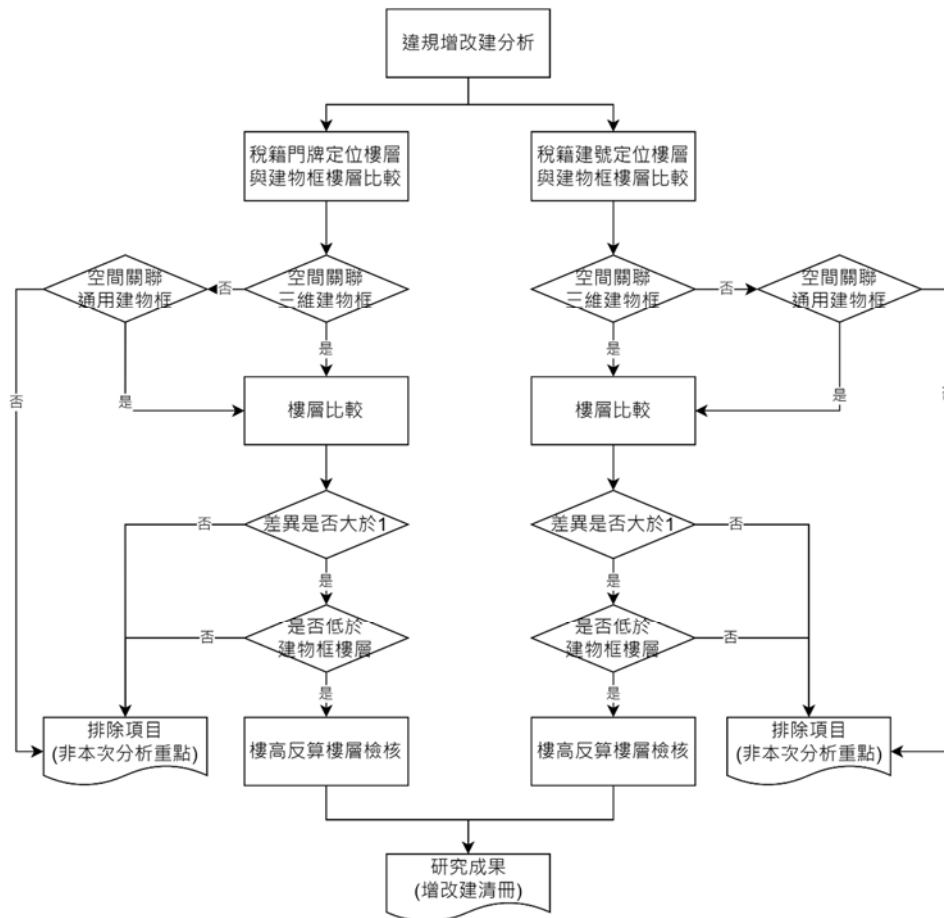 違規增改建分析
稅籍門牌定位樓層
與建物框樓層比較
稅籍建號定位樓層
與建物框樓層比較
空間關聯
通用建物框
否
空間關聯
三維建物框
空間關聯
三維建物框
否
空間關聯
通用建物框
是
是
否
是
是
樓層比較
樓層比較
否
差異是否大於1
差異是否大於1
否
是
是
否
是否低於
建物框樓層
是否低於
建物框樓層
否
是
是
排除項目
(非本次分析重點)
樓高反算樓層檢核
樓高反算樓層檢核
排除項目
(非本次分析重點)
研究成果
(增改建清冊)